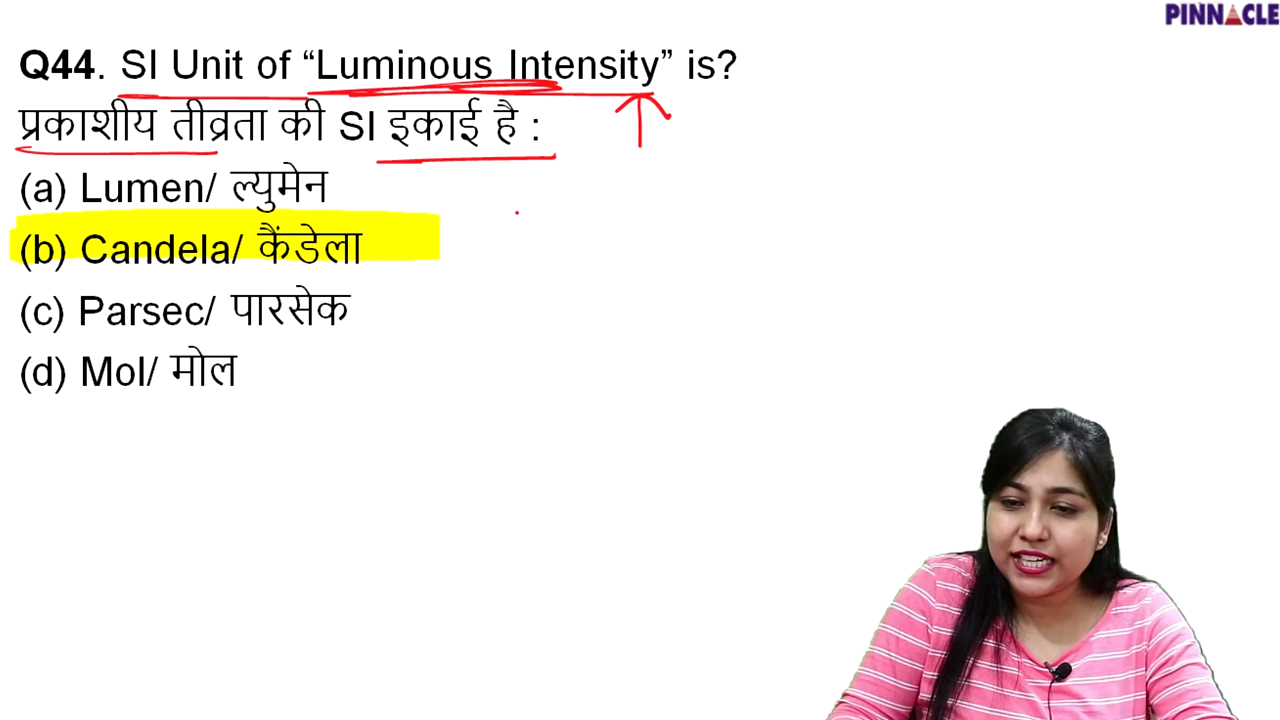 PINNACLE
Q44. SI Unit of “Luminous Intensity” is?
प्रकाशीय तीव्रता की SI इकाई है :
(a) Lumen/ ल्युमेन
(b) Candela/ कैंडेला
(c) Parsec/ पारसेक
(d) Mol/ मोल